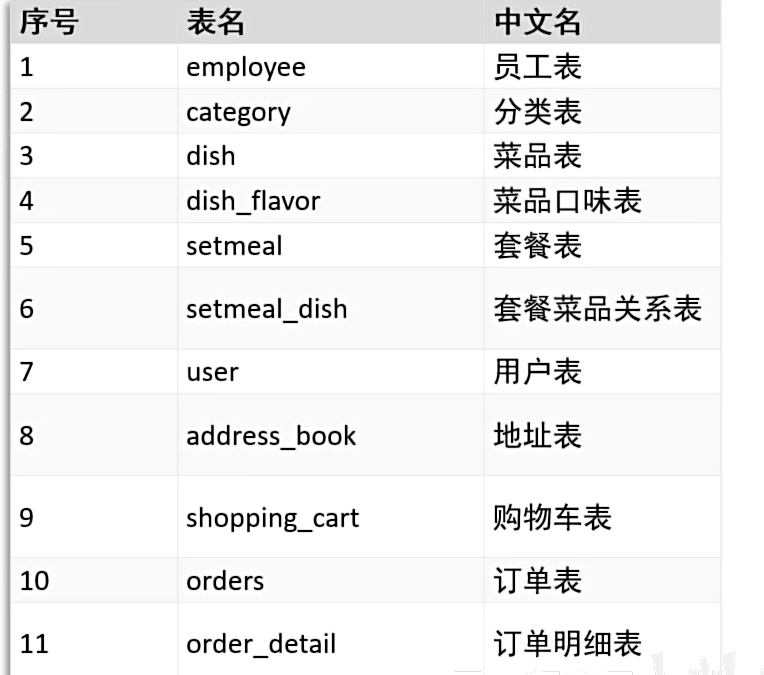 序号 表名 中文名
1 employee 员工表
2 category 分类表
3 dish 菜品表
4 dish_flavor 菜品口味表
5 setmeal 套餐表
6 setmeal_dish 套餐菜品关系表
7 user 用户表
8 address_book 地址表
9 shopping_cart 购物车表
10 orders 订单表
11 order_detail 订单明细表